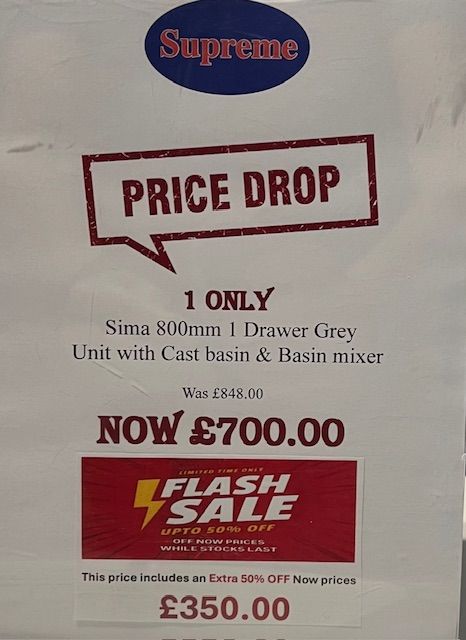 Supreme
PRICE DROP
1 ONLY
Sima 800mm 1 Drawer Grey
Unit with Cast basin & Basin mixer
Was £848.00
NOW £700.00
LIMITED TIME ONLY
FLASH
SALE
UPTO 50% OFF
OFF NOW PRICES
WHILE STOCKS LAST
This price includes an Extra 50% OFF Now prices
£350.00